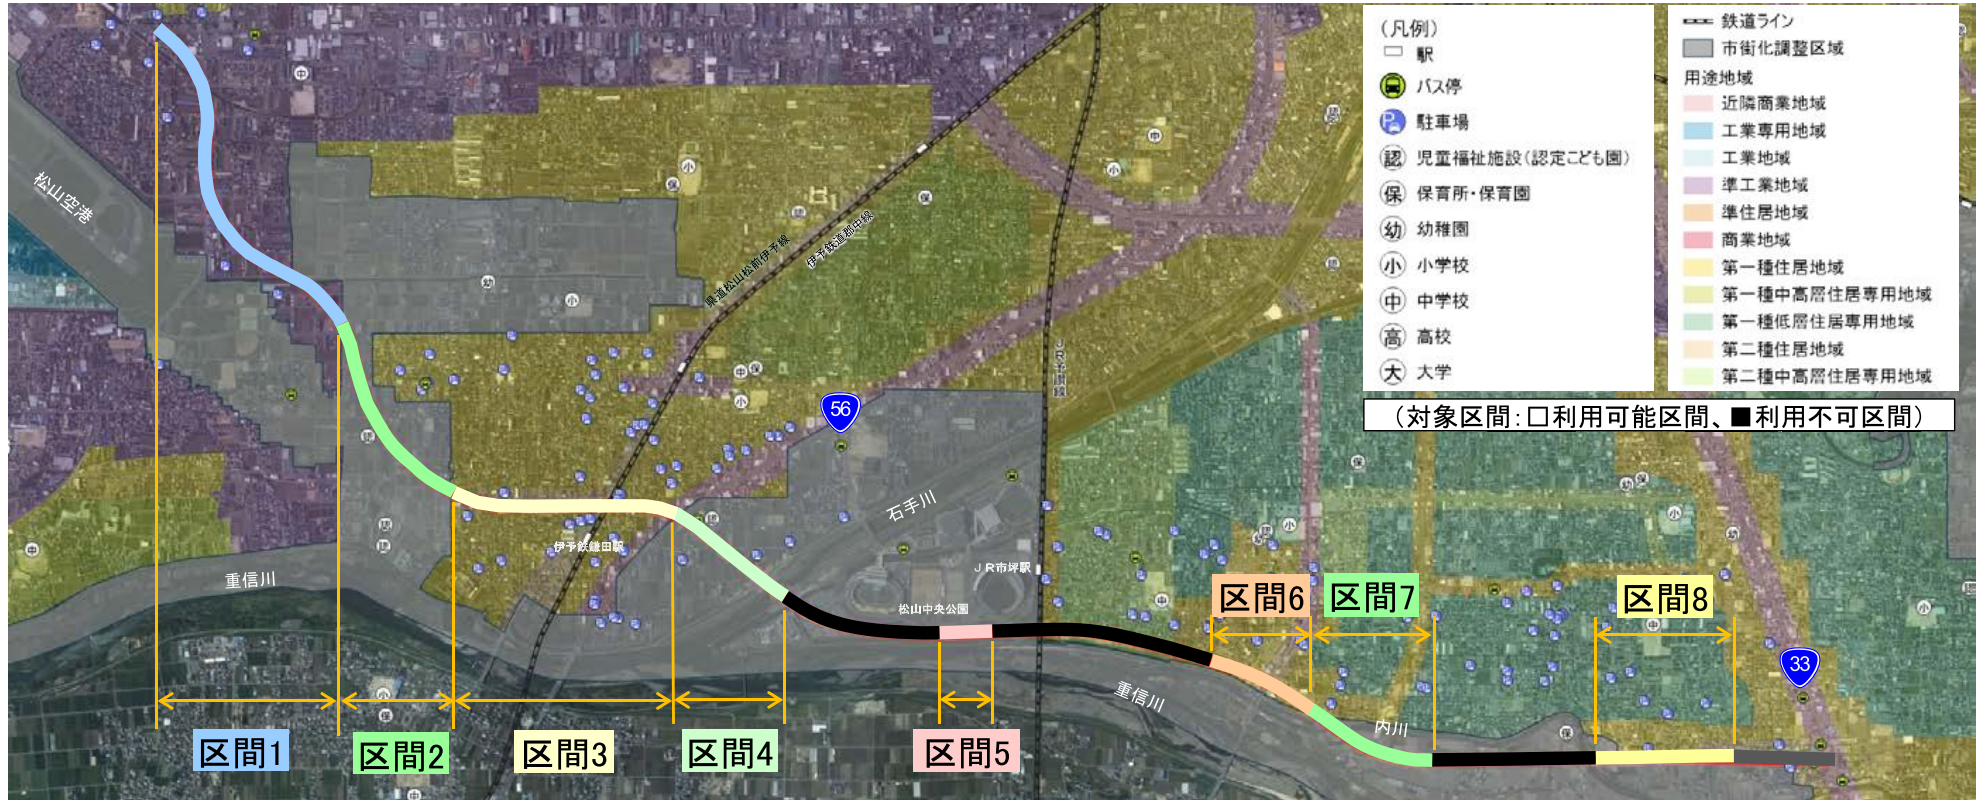 (凡例)
駅
バス停
駐車場
認 児童福祉施設(認定こども園)
保 保育所・保育園
幼 幼稚園
小 小学校
中 中学校
高 高校
大 大学
鉄道ライン
市街化調整区域
用途地域
近隣商業地域
工業専用地域
工業地域
準工業地域
準住居地域
商業地域
第一種住居地域
第一種中高層住居専用地域
第一種低層住居専用地域
第二種住居地域
第二種中高層住居専用地域
(対象区間:□利用可能区間、■利用不可区間)
松山空港
県道松山松前伊予線
伊予鉄道郡中線
JR予讃線
56
石手川
伊予鉄鎌田駅
JR市坪駅
松山中央公園
重信川
重信川
内川
33
区間1
区間2
区間3
区間4
区間5
区間6
区間7
区間8